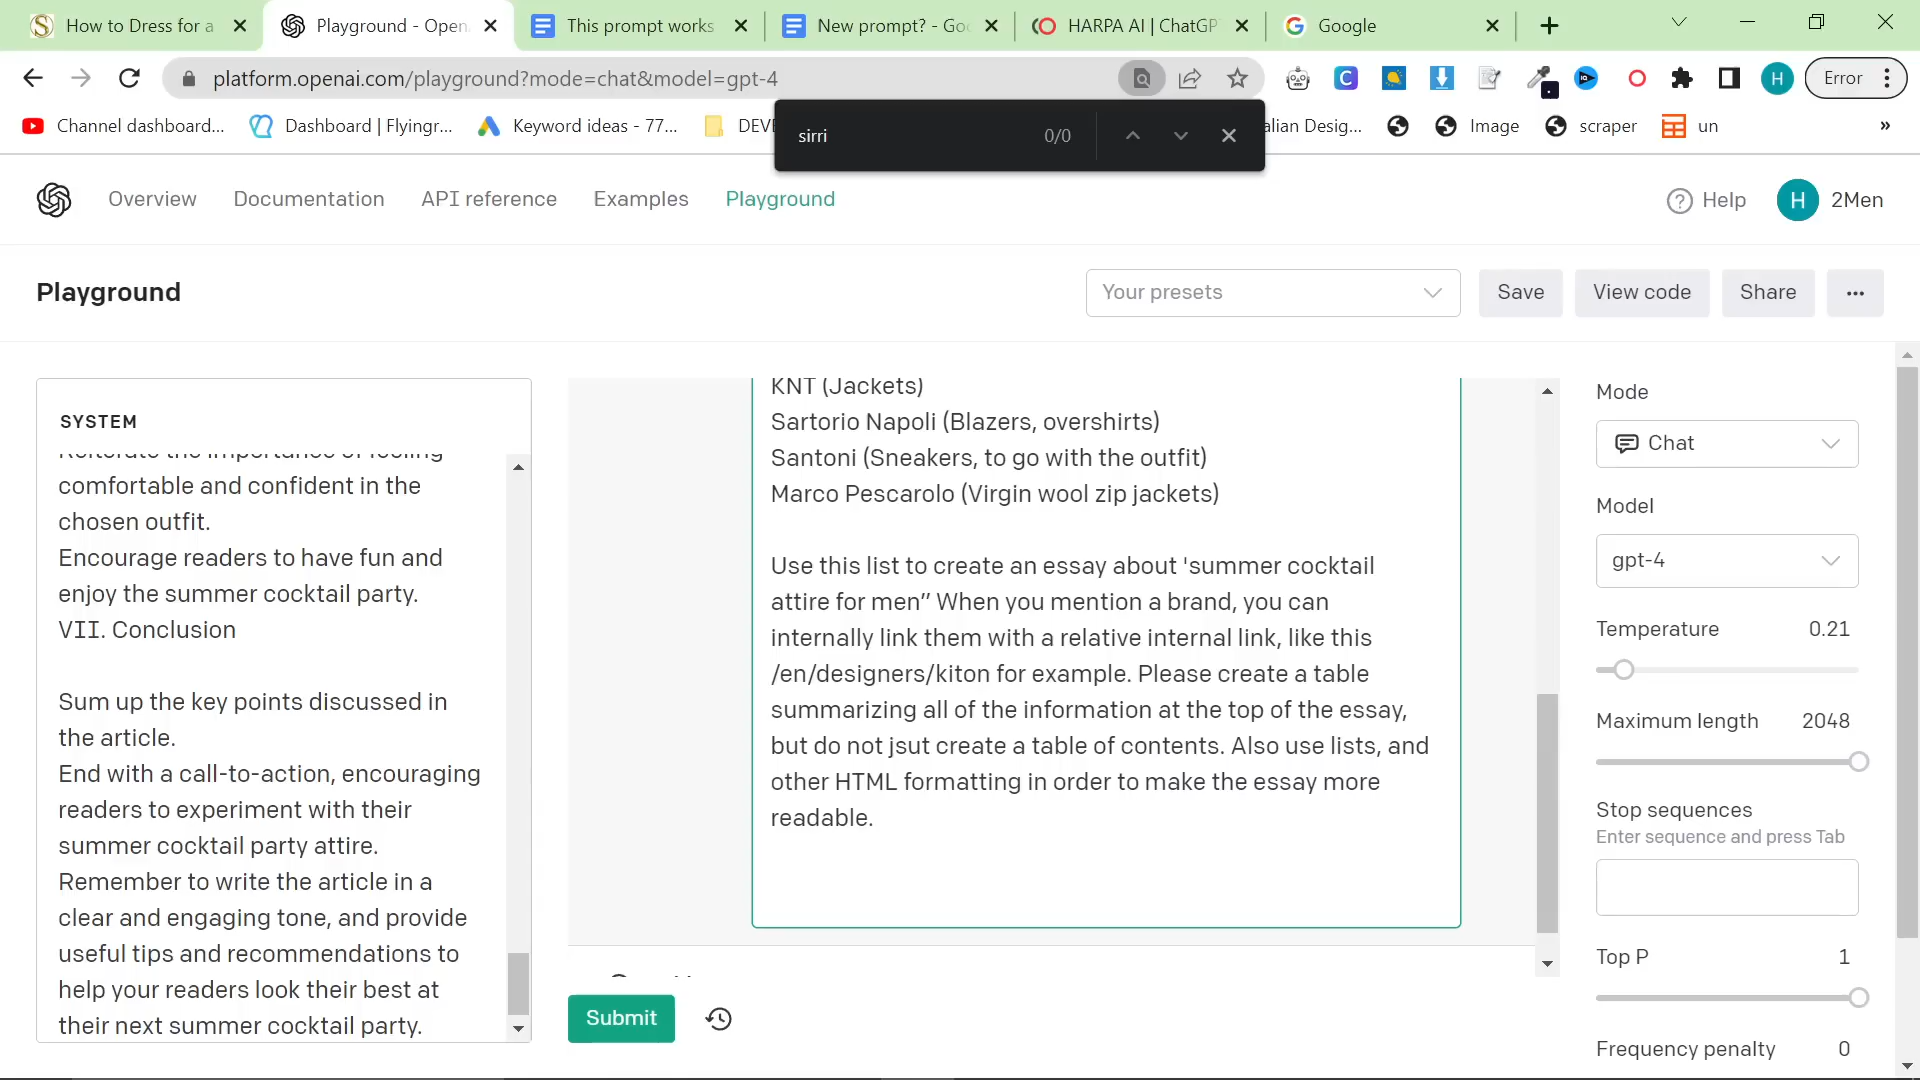 How to Dress for a
Playground - Open
This prompt works
New prompt? - Goo
HARPA AI | ChatGP
Google
platform.openai.com/playground?mode=chat&model=gpt-4
H
Error
Channel dashboard...
Dashboard | Flyingr...
Keyword ideas - 77...
DEVE
sirri
0/0
alian Desig...
Image
scraper
un
»
Overview
Documentation
API reference
Examples
Playground
Help
H
2Men
Playground
Your presets
Save
View code
Share
...
SYSTEM
Reiterate the importance of feeling
comfortable and confident in the
chosen outfit.
Encourage readers to have fun and
enjoy the summer cocktail party.
VII. Conclusion
Sum up the key points discussed in
the article.
End with a call-to-action, encouraging
readers to experiment with their
summer cocktail party attire.
Remember to write the article in a
clear and engaging tone, and provide
useful tips and recommendations to
help your readers look their best at
their next summer cocktail party.
KNT (Jackets)
Sartorio Napoli (Blazers, overshirts)
Santoni (Sneakers, to go with the outfit)
Marco Pescarolo (Virgin wool zip jackets)
Use this list to create an essay about 'summer cocktail
attire for men'' When you mention a brand, you can
internally link them with a relative internal link, like this
/en/designers/kiton for example. Please create a table
summarizing all of the information at the top of the essay,
but do not jsut create a table of contents. Also use lists, and
other HTML formatting in order to make the essay more
readable.
Submit
Mode
Chat
Model
gpt-4
Temperature 0.21
Maximum length 2048
Stop sequences
Enter sequence and press Tab
Top P 1
Frequency penalty 0